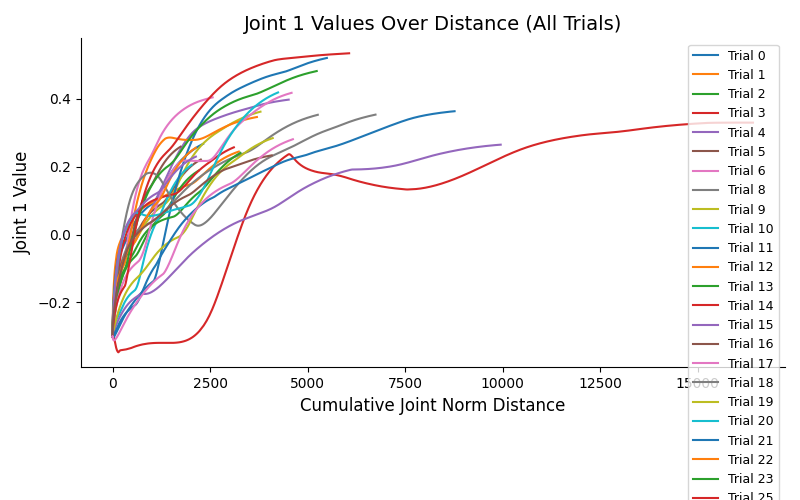 Joint 1 Values Over Distance (All Trials)
Joint 1 Value
0.4
0.2
0.0
−0.2
0
2500
5000
7500
10000
12500
15000
Cumulative Joint Norm Distance
Trial 0
Trial 1
Trial 2
Trial 3
Trial 4
Trial 5
Trial 6
Trial 8
Trial 9
Trial 10
Trial 11
Trial 12
Trial 13
Trial 14
Trial 15
Trial 16
Trial 17
Trial 18
Trial 19
Trial 20
Trial 21
Trial 22
Trial 23
Trial 25